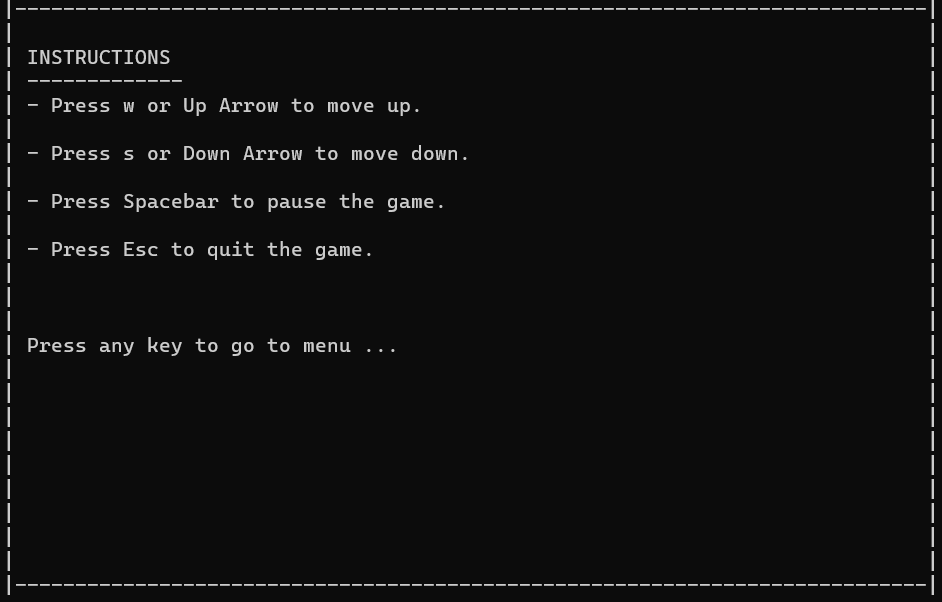 INSTRUCTIONS
-------------
- Press w or Up Arrow to move up.
- Press s or Down Arrow to move down.
- Press Spacebar to pause the game.
- Press Esc to quit the game.
Press any key to go to menu ...